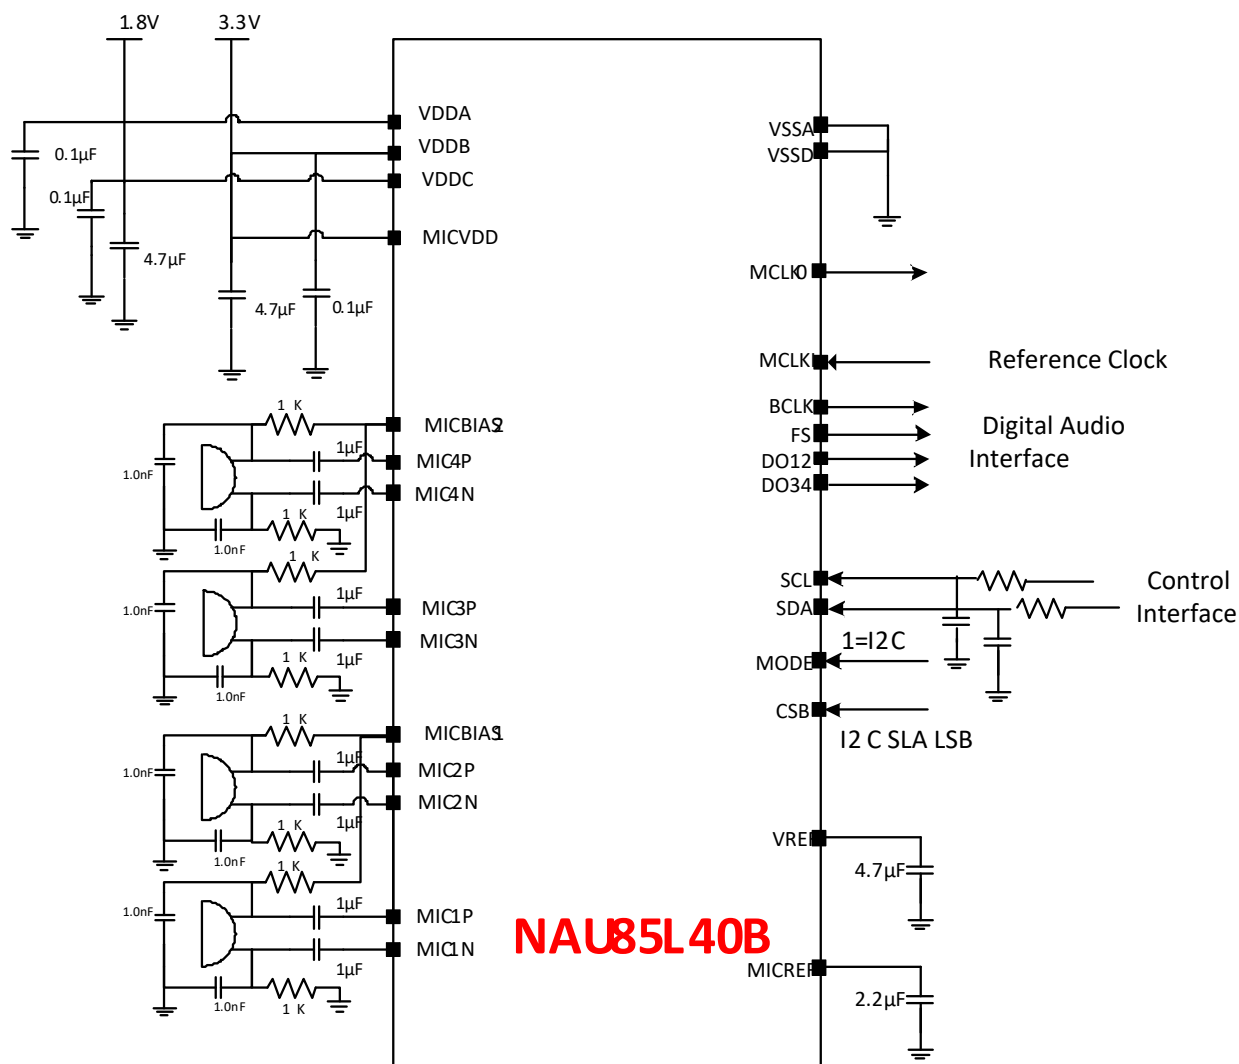 1.8V
3.3V
VDDA
VDDB
VDDC
MICVDD
0.1µF
0.1µF
4.7µF
4.7µF
0.1µF
VSSA
VSSD
MCLK0
MCLKI
Reference Clock
BCLK
FS
DO12
DO34
Digital Audio
Interface
1 K
MICBIAS2
1µF
MIC4P
1.0nF
MIC4N
1µF
1 K
1.0nF
1 K
1µF
1.0nF
MIC3P
MIC3N
1µF
1 K
1.0nF
SCL
SDA
Control
Interface
1=I2C
MODE
CSB
I2C SLA LSB
1 K
MICBIAS1
1µF
MIC2P
1.0nF
MIC2N
1µF
1.0nF
1 K
1µF
1.0nF
MIC1P
MIC1N
1µF
1.0nF
1 K
NAU85L40B
VREF
4.7µF
MICREF
2.2µF